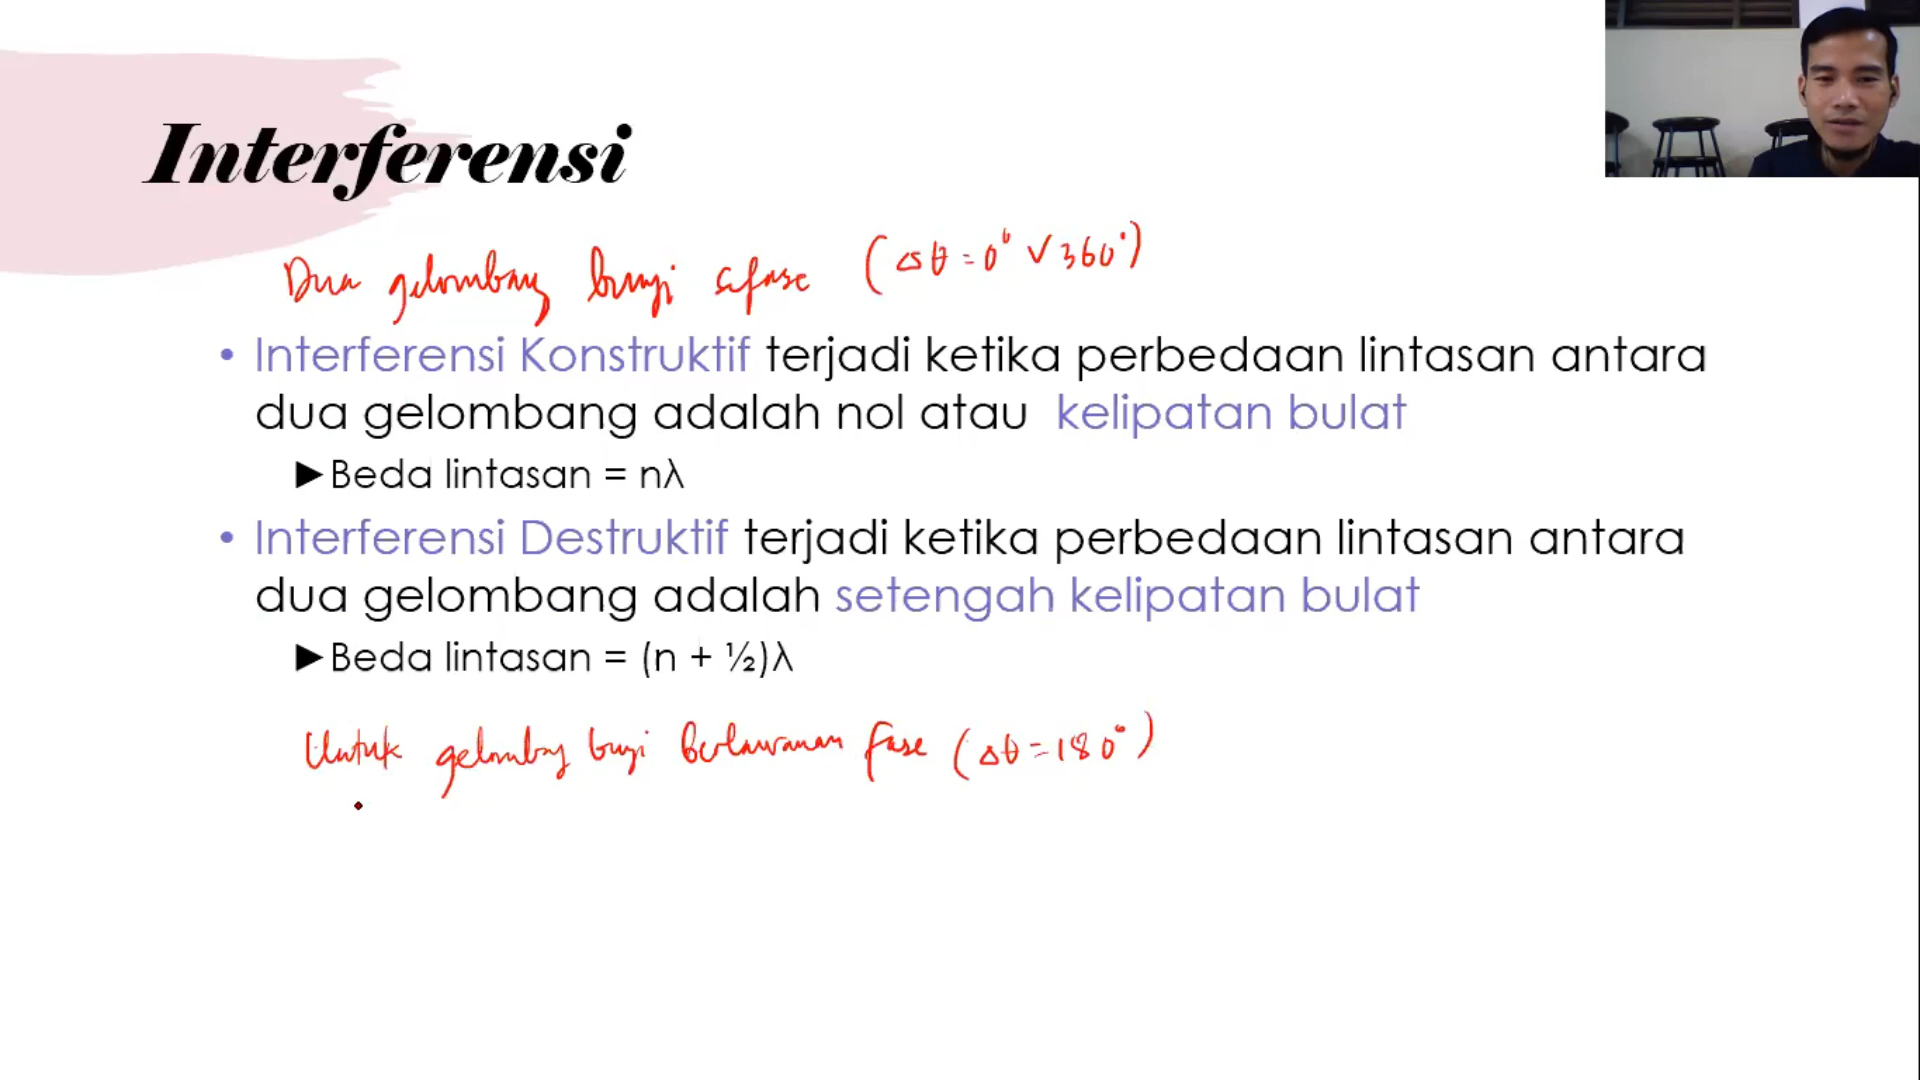 Interferensi
Dua gelombang bunyi sefase (Δθ = 0° ∨ 360°)
• Interferensi Konstruktif terjadi ketika perbedaan lintasan antara
dua gelombang adalah nol atau kelipatan bulat
►Beda lintasan = nλ
• Interferensi Destruktif terjadi ketika perbedaan lintasan antara
dua gelombang adalah setengah kelipatan bulat
►Beda lintasan = (n + ½)λ
Untuk gelombang bunyi berlawanan fase (Δθ = 180°)